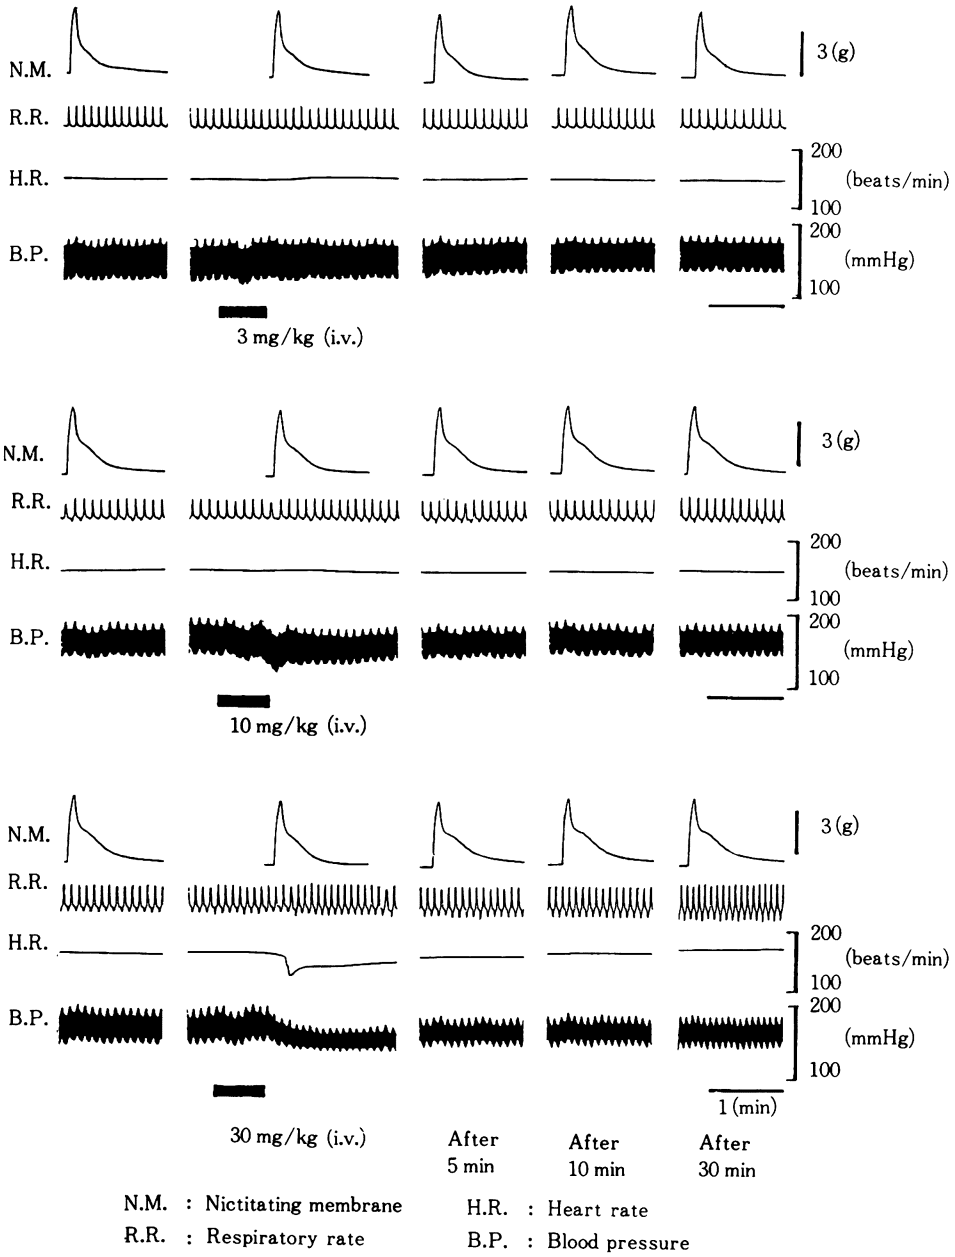 N.M.
3 (g)
R.R.
200
H.R.
(beats/min)
100
200
B.P.
(mmHg)
100
3 mg/kg (i.v.)
N.M.
3 (g)
R.R.
200
H.R.
(beats/min)
100
200
B.P.
(mmHg)
100
10 mg/kg (i.v.)
N.M.
3 (g)
R.R.
200
H.R.
(beats/min)
100
200
B.P.
(mmHg)
100
1 (min)
30 mg/kg (i.v.)
After 5 min
After 10 min
After 30 min
N.M. : Nictitating membrane
H.R. : Heart rate
R.R. : Respiratory rate
B.P. : Blood pressure